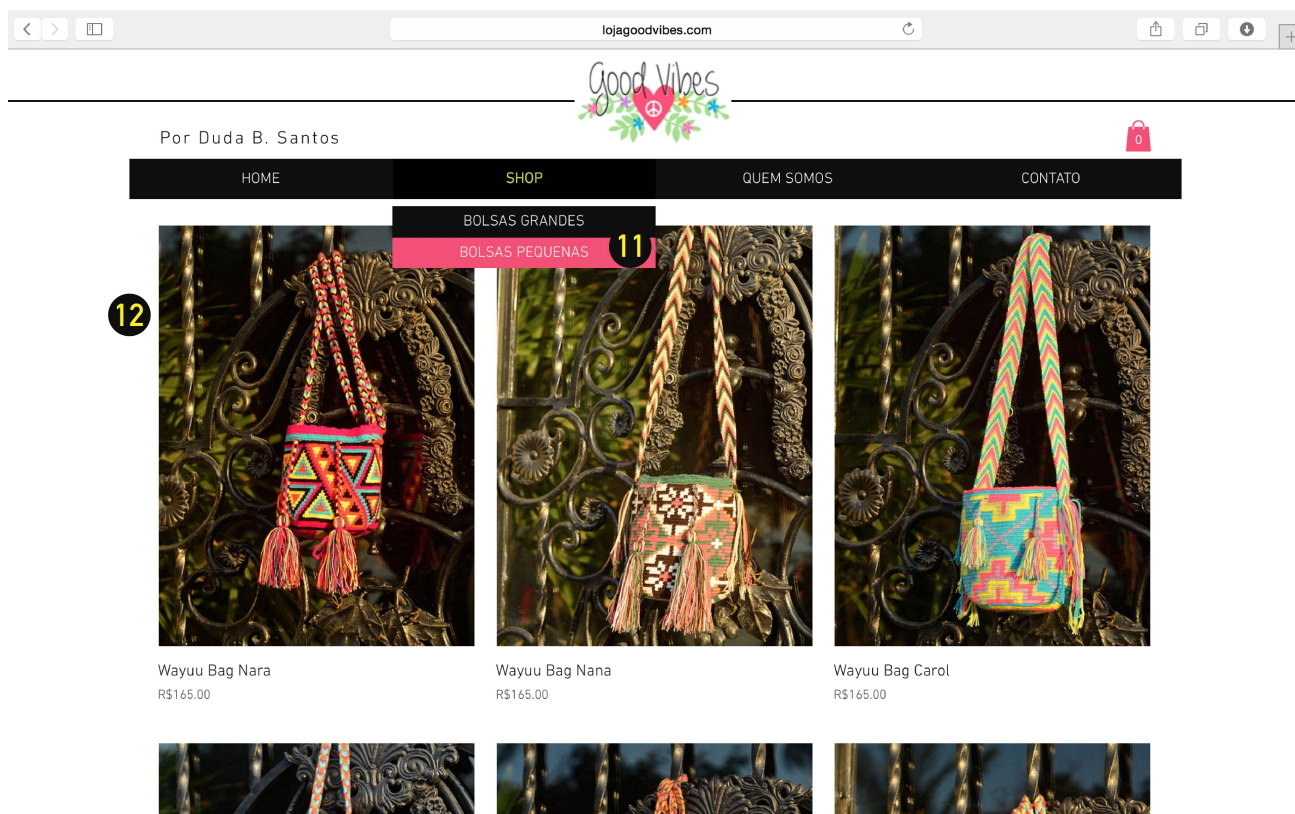 lojagoodvibes.com
Good Vibes
Por Duda B. Santos
0
HOME SHOP QUEM SOMOS CONTATO
BOLSAS GRANDES
BOLSAS PEQUENAS 11
12
Wayuu Bag Nara
R$165.00
Wayuu Bag Nana
R$165.00
Wayuu Bag Carol
R$165.00